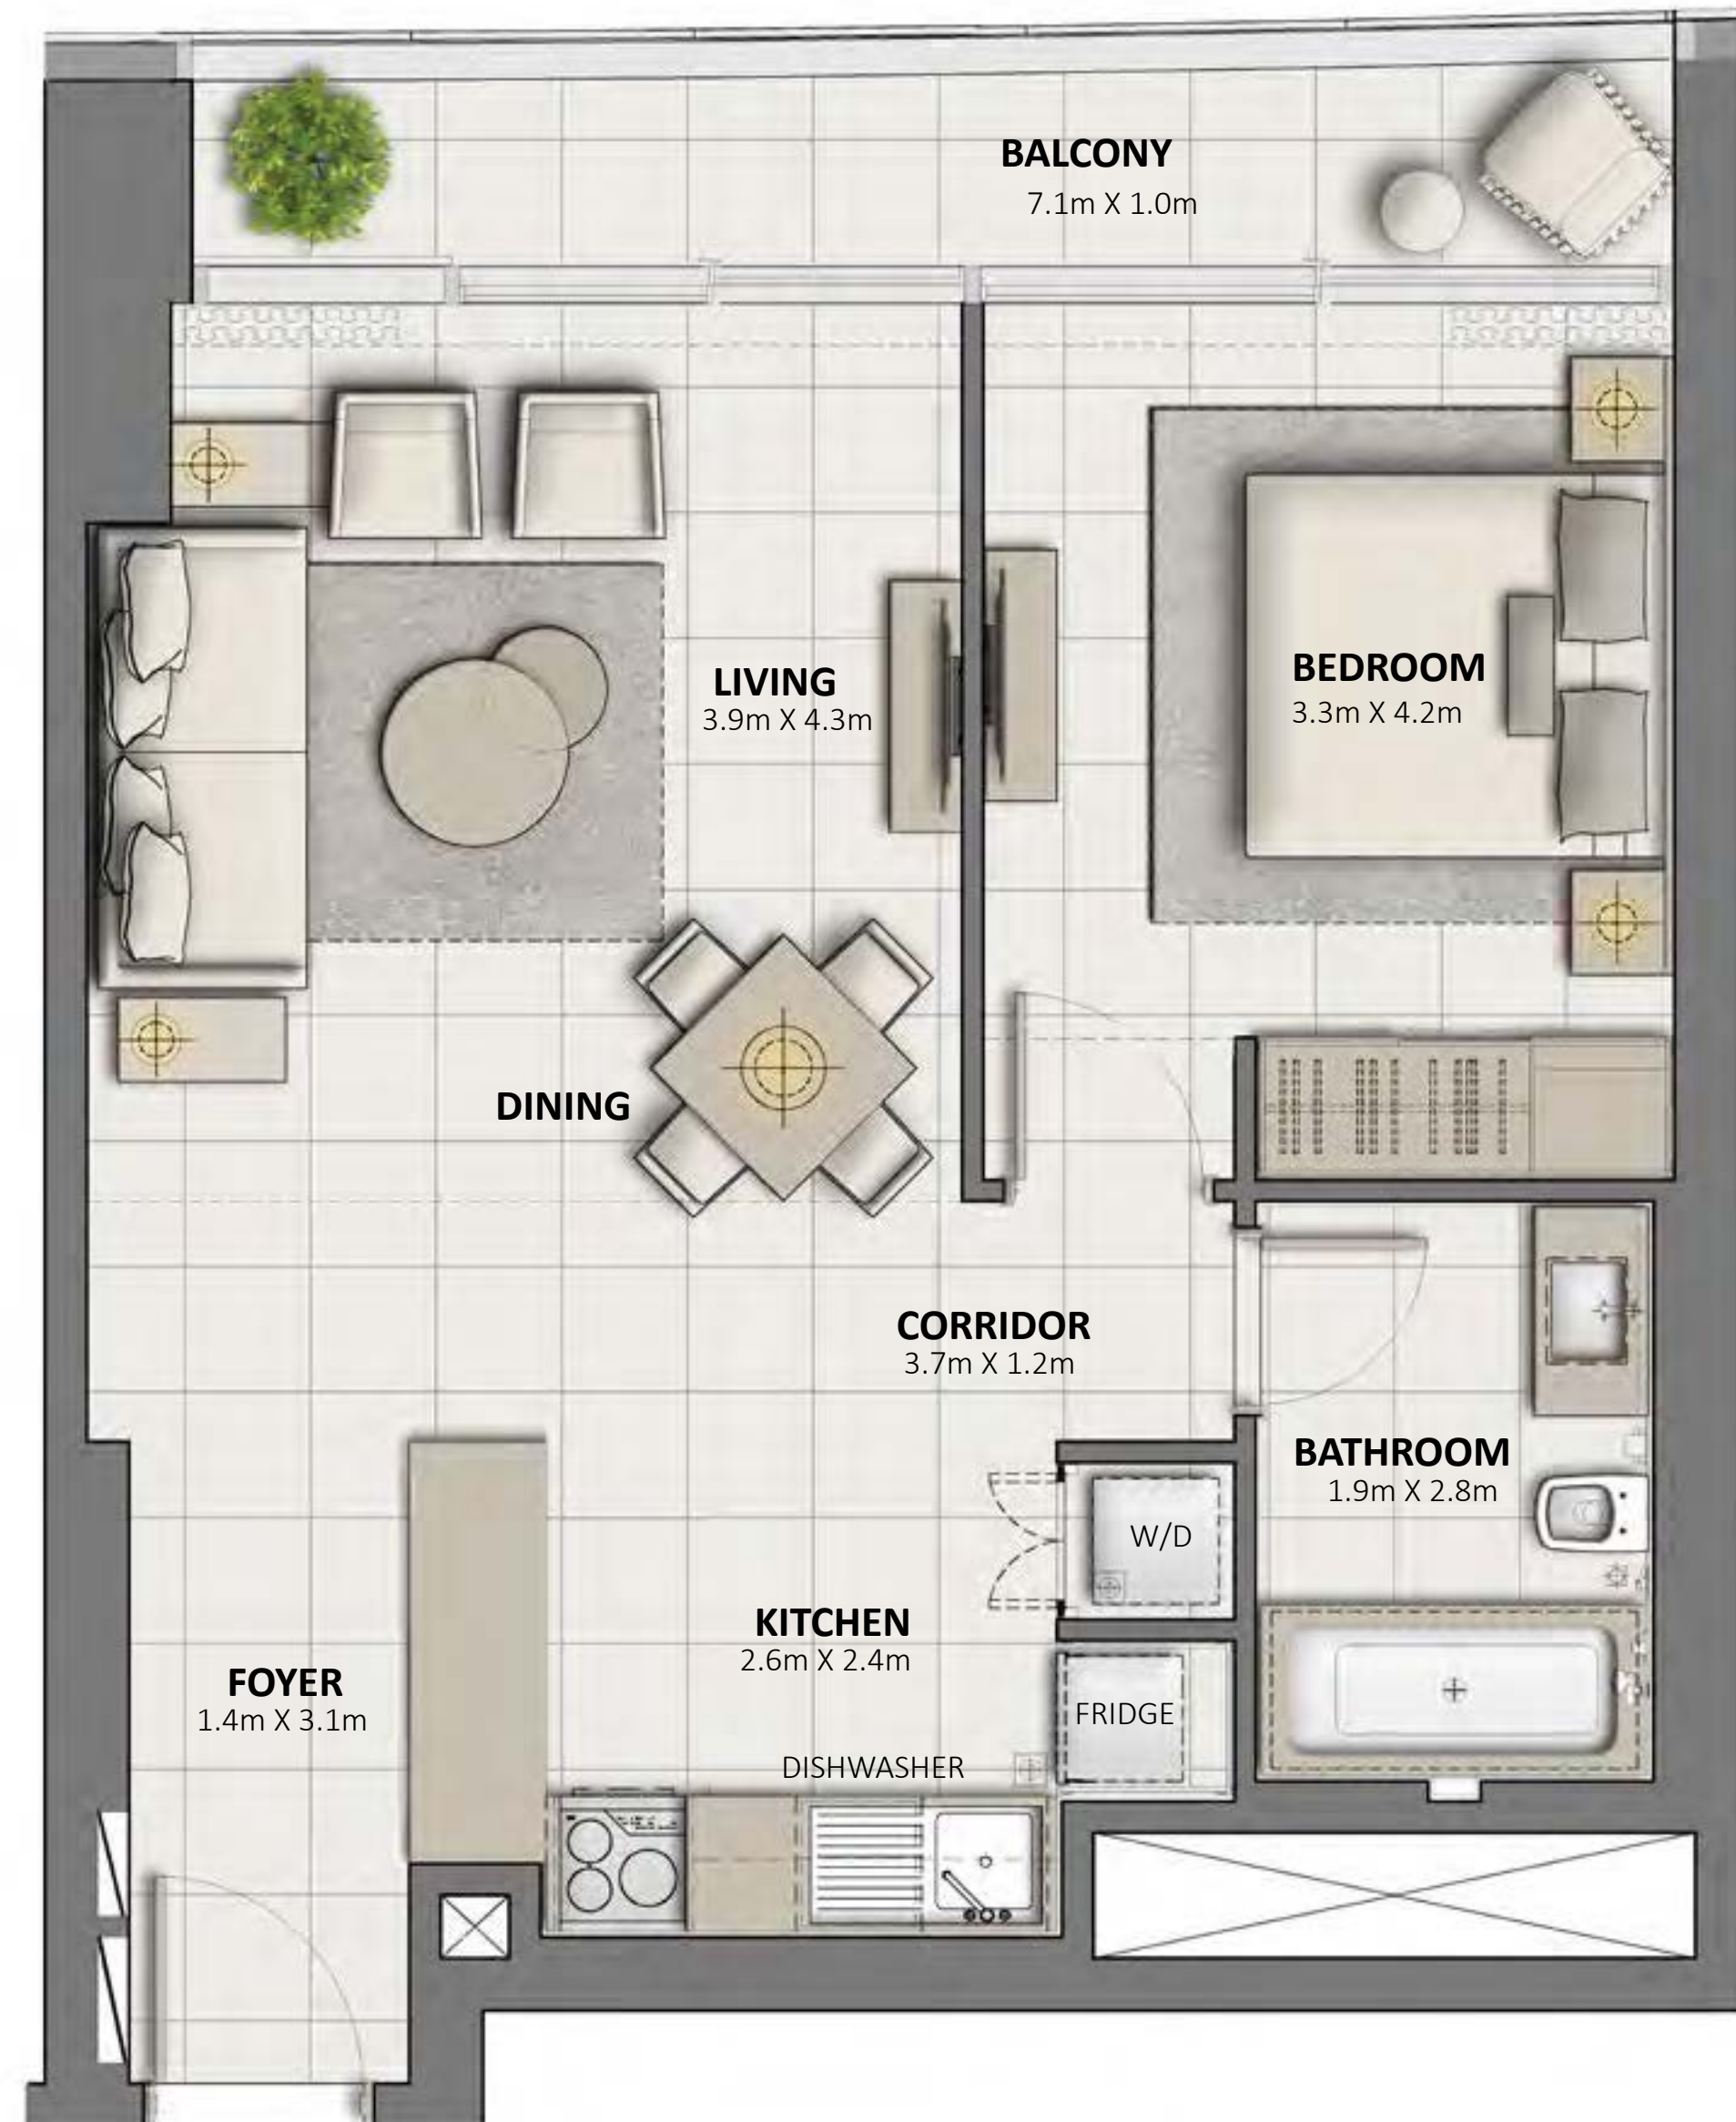 BALCONY
7.1m X 1.0m
LIVING
3.9m X 4.3m
BEDROOM
3.3m X 4.2m
DINING
CORRIDOR
3.7m X 1.2m
BATHROOM
1.9m X 2.8m
W/D
KITCHEN
2.6m X 2.4m
FOYER
1.4m X 3.1m
FRIDGE
DISHWASHER